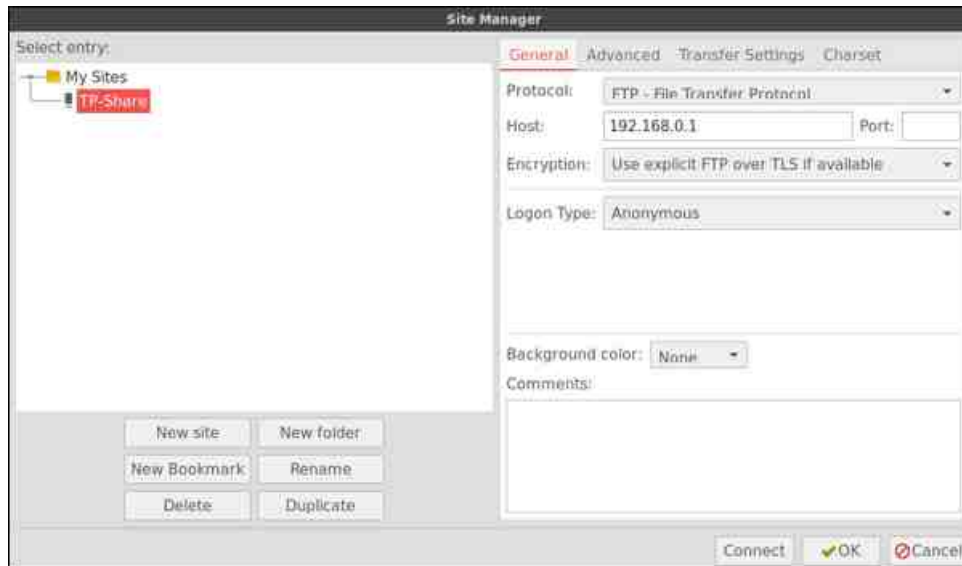 Site Manager
Select entry:
My Sites
TP-Share
General Advanced Transfer Settings Charset
Protocol: FTP - File Transfer Protocol
Host: 192.168.0.1 Port:
Encryption: Use explicit FTP over TLS if available
Logon Type: Anonymous
Background color: None
Comments:
New site New folder
New Bookmark Rename
Delete Duplicate
Connect OK Cancel